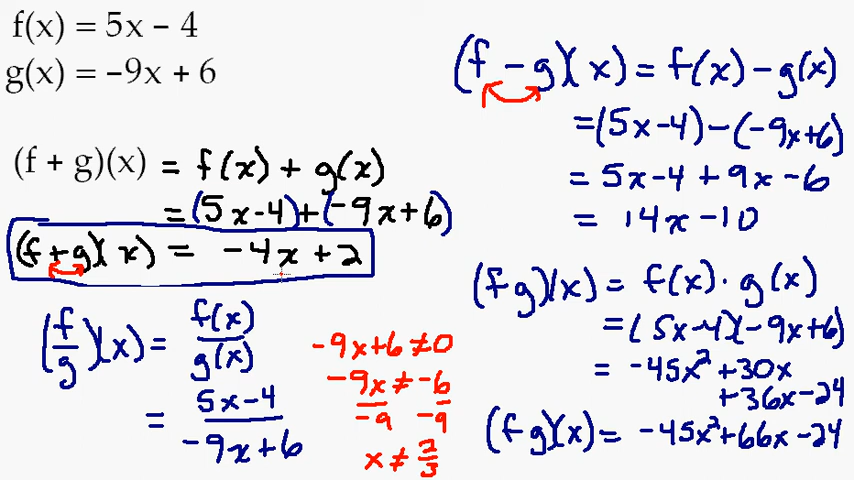 f(x) = 5x – 4
g(x) = –9x + 6
(f + g)(x) = f(x) + g(x)
= (5x-4)+(-9x+6)
(f+g)(x) = -4x+2
(f/g)(x) = f(x)/g(x)
= 5x-4/-9x+6
-9x+6≠0
-9x≠-6
-9 -9
x≠2/3
(f-g)(x) = f(x)-g(x)
=(5x-4)-(-9x+6)
= 5x-4+9x-6
= 14x-10
(fg)(x) = f(x)·g(x)
=(5x-4)(-9x+6)
= -45x²+30x
+36x-24
(fg)(x)= -45x²+66x-24